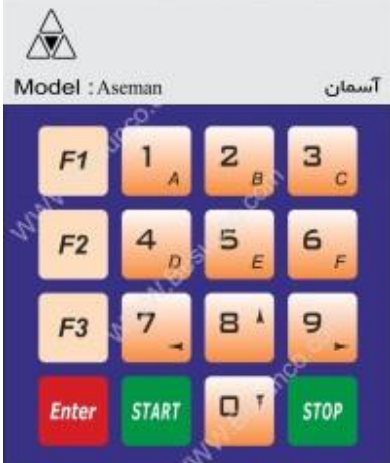 Model : Aseman آسمان
F1 1 A 2 B 3 C
F2 4 D 5 E 6 F
F3 7 8 9
Enter START 0 STOP